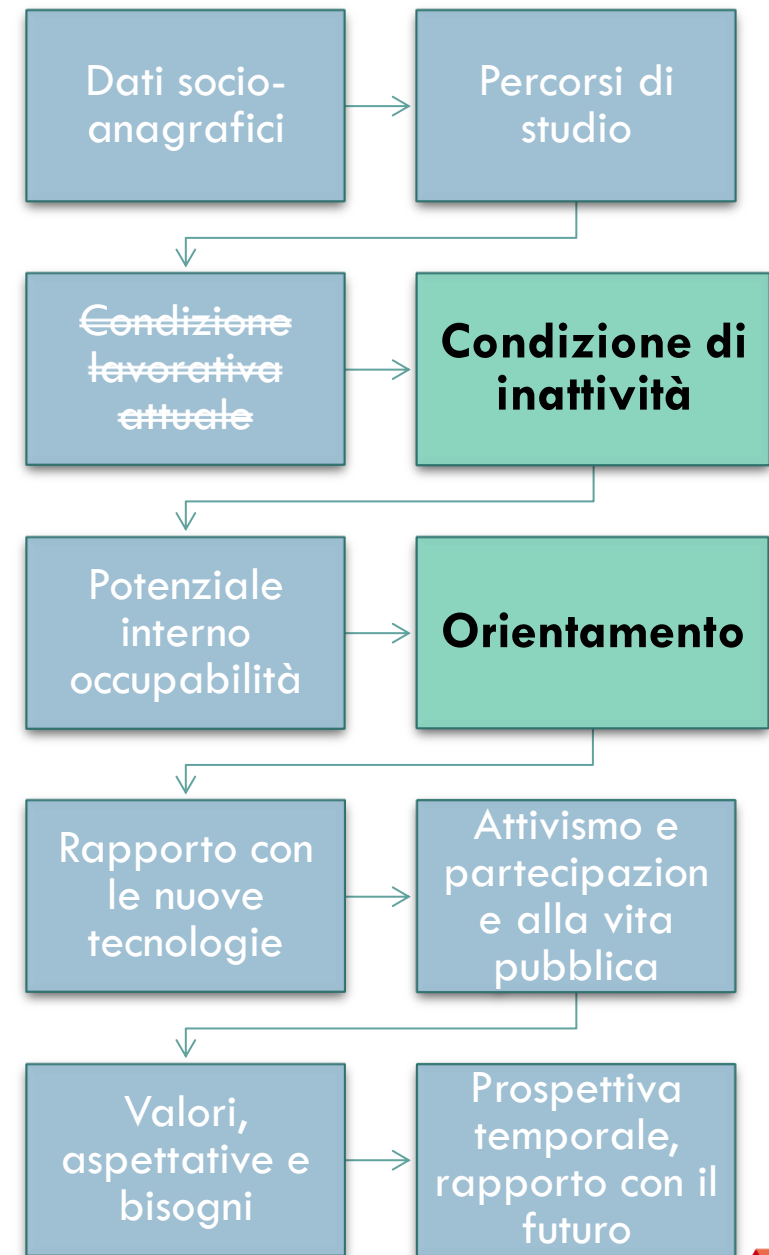 Dati socio-
anagrafici
Percorsi di
studio
Condizione
lavorativa
attuale
Condizione di
inattività
Potenziale
interno
occupabilità
Orientamento
Rapporto con
le nuove
tecnologie
Attivismo e
partecipazion
e alla vita
pubblica
Valori,
aspettative e
bisogni
Prospettiva
temporale,
rapporto con il
futuro